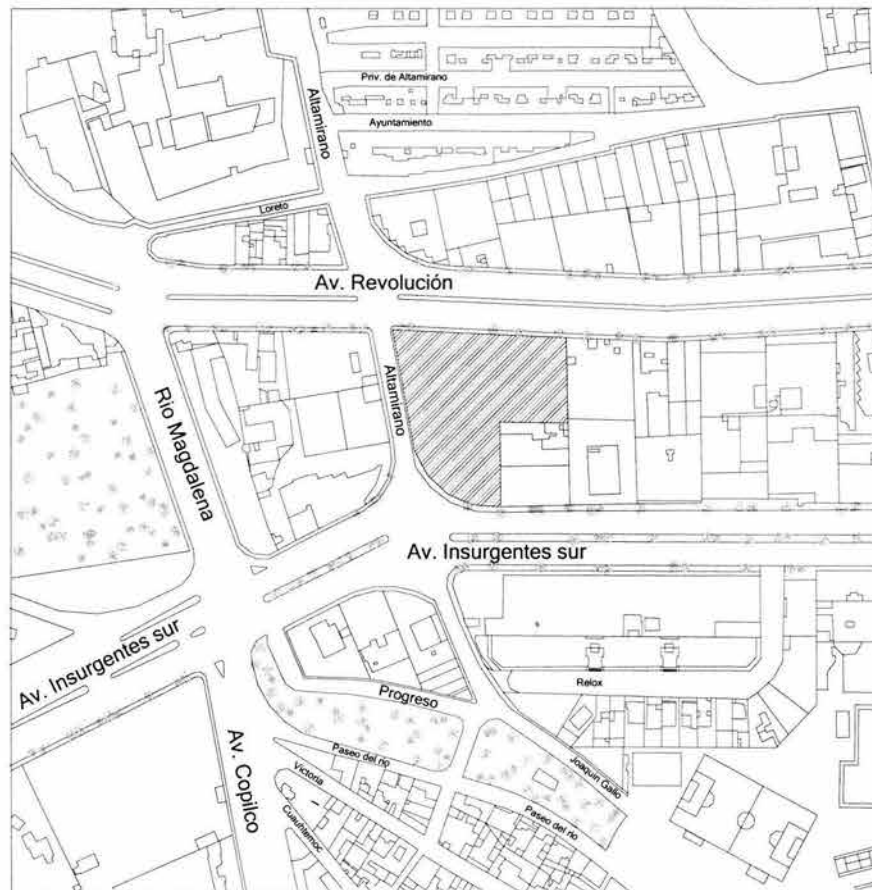 Priv. de Altamirano
Ayuntamiento
Altamirano
Loreto
Av. Revolución
Altamirano
Rio Magdalena
Av. Insurgentes sur
Av. Insurgentes sur
Relox
Progreso
Paseo del rio
Joaquin Gallo
Victoria
Paseo del rio
Av. Copilco
Cuauhtemoc